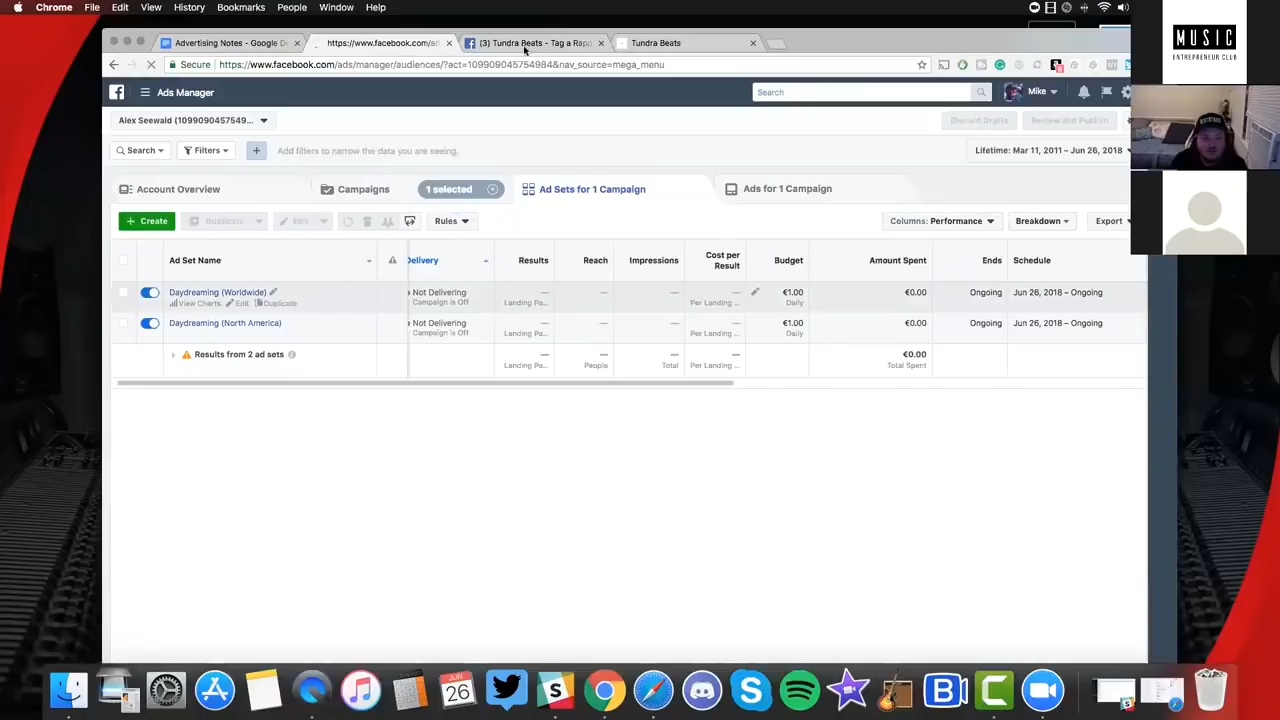 Chrome File Edit View History Bookmarks People Window Help
MUSIC
ENTREPRENEUR CLUB
Advertising Notes - Google D
https://www.facebook.com/ad
(3) Tundra Beats - Tag a Rapp
Tundra Beats
Secure https://www.facebook.com/ads/manager/audiences/?act=109909045754984&nav_source=mega_menu
Ads Manager
Search
Mike
Alex Seewald (1099090457549...
Discard Drafts
Review and Publish
Search
Filters
+
Add filters to narrow the data you are seeing.
Lifetime: Mar 11, 2011 – Jun 26, 2018
Account Overview
Campaigns
1 selected
Ad Sets for 1 Campaign
Ads for 1 Campaign
+ Create
Duplicate
Edit
Rules
Columns: Performance
Breakdown
Export
Ad Set Name
Delivery
Results
Reach
Impressions
Cost per Result
Budget
Amount Spent
Ends
Schedule
Daydreaming (Worldwide)
View Charts Edit Duplicate
Not Delivering
Campaign is Off
—
Landing Pa...
—
—
—
Per Landing ...
€1.00
Daily
€0.00
Ongoing
Jun 26, 2018 – Ongoing
Daydreaming (North America)
Not Delivering
Campaign is Off
—
Landing Pa...
—
—
—
Per Landing ...
€1.00
Daily
€0.00
Ongoing
Jun 26, 2018 – Ongoing
Results from 2 ad sets
—
Landing Pa...
—
People
—
Total
—
Per Landing ...
€0.00
Total Spent
JUN
26